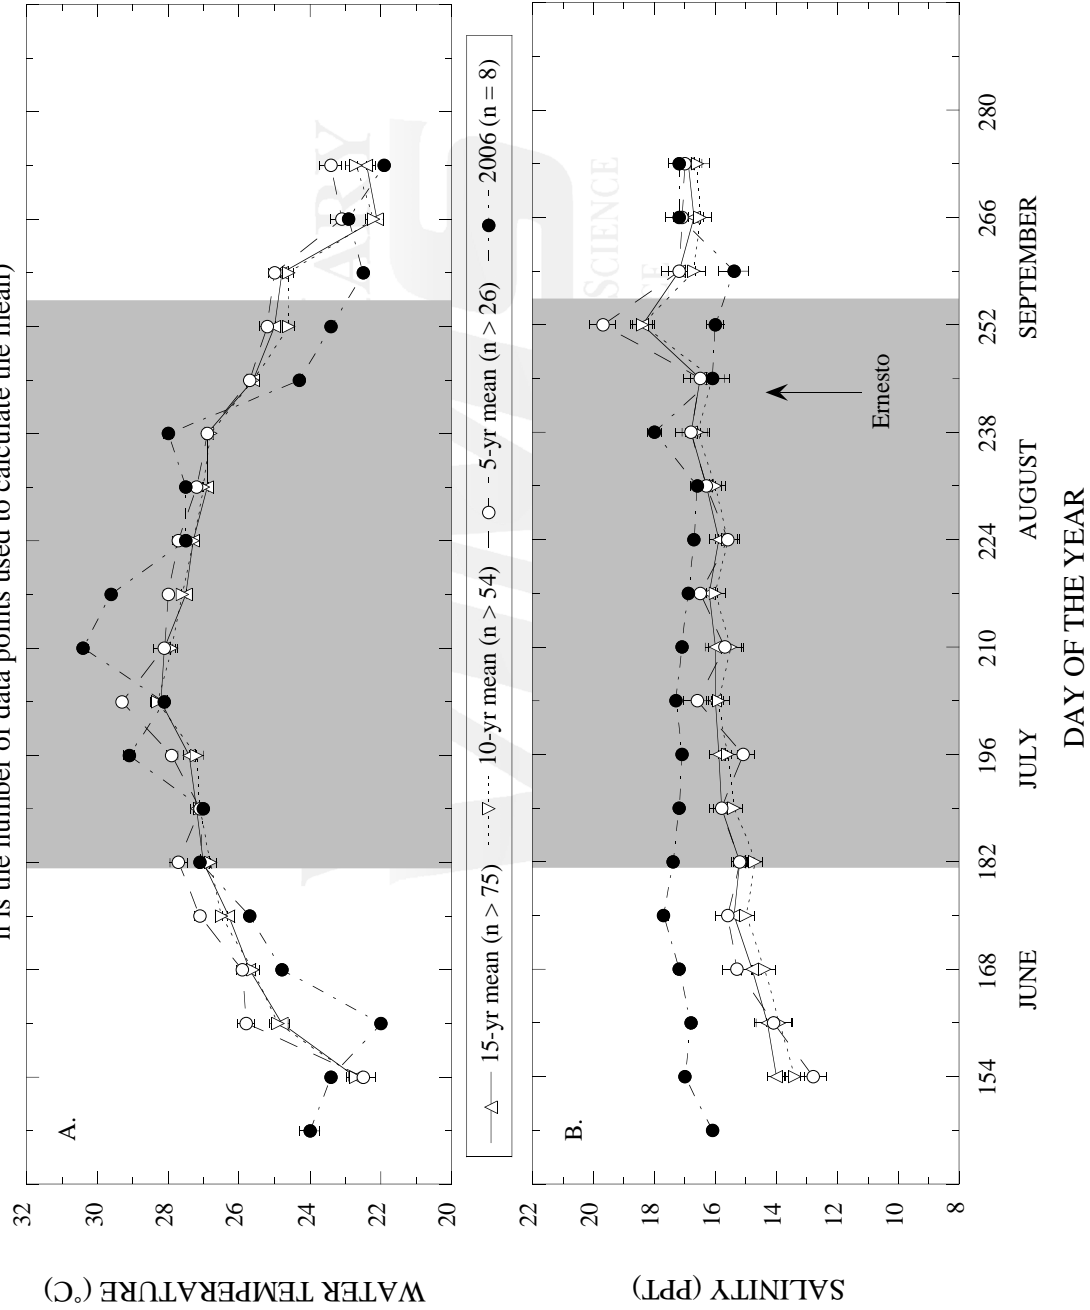 n is the number of data points used to calculate the mean)
A.
32
30
28
26
24
22
20
WATER TEMPERATURE (°C)
15-yr mean (n > 75) 10-yr mean (n > 54) 5-yr mean (n > 26) 2006 (n = 8)
B.
Ernesto
22
20
18
16
14
12
10
8
SALINITY (PPT)
154 168 182 196 210 224 238 252 266 280
JUNE JULY AUGUST SEPTEMBER
DAY OF THE YEAR
SCIENCE